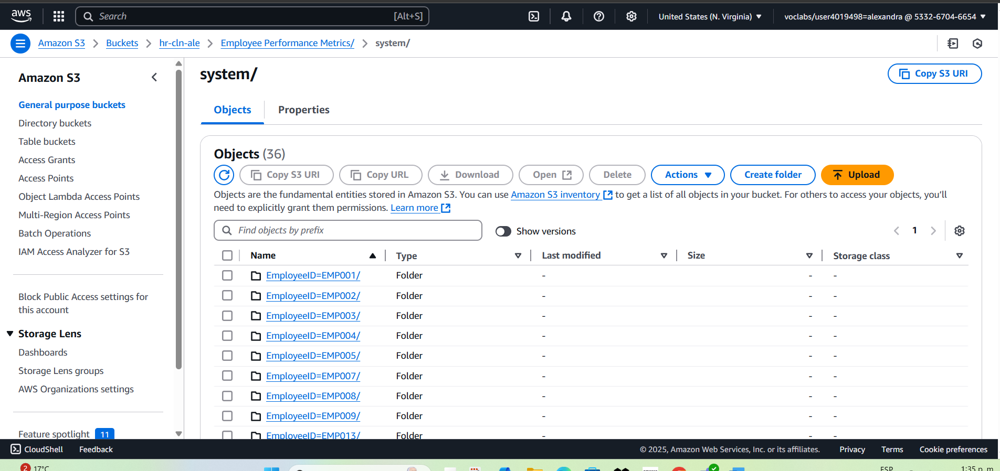 aws
Search [Alt+S]
United States (N. Virginia)
voclabs/user4019498=alexandra @ 5332-6704-6654
Amazon S3 Buckets hr-cln-ale Employee Performance Metrics/ system/
Amazon S3
General purpose buckets
Directory buckets
Table buckets
Access Grants
Access Points
Object Lambda Access Points
Multi-Region Access Points
Batch Operations
IAM Access Analyzer for S3
Block Public Access settings for
this account
Storage Lens
Dashboards
Storage Lens groups
AWS Organizations settings
Feature spotlight 11
system/
Copy S3 URI
Objects Properties
Objects (36)
Copy S3 URI Copy URL Download Open Delete Actions Create folder Upload
Objects are the fundamental entities stored in Amazon S3. You can use Amazon S3 inventory to get a list of all objects in your bucket. For others to access your objects, you'll
need to explicitly grant them permissions. Learn more
Find objects by prefix Show versions 1
Name Type Last modified Size Storage class
EmployeeID=EMP001/ Folder - - -
EmployeeID=EMP002/ Folder - - -
EmployeeID=EMP003/ Folder - - -
EmployeeID=EMP004/ Folder - - -
EmployeeID=EMP005/ Folder - - -
EmployeeID=EMP007/ Folder - - -
EmployeeID=EMP008/ Folder - - -
EmployeeID=EMP009/ Folder - - -
EmployeeID=EMP013/ Folder - - -
CloudShell Feedback © 2025, Amazon Web Services, Inc. or its affiliates. Privacy Terms Cookie preferences
2 17°C ESP 1:35 p. m.